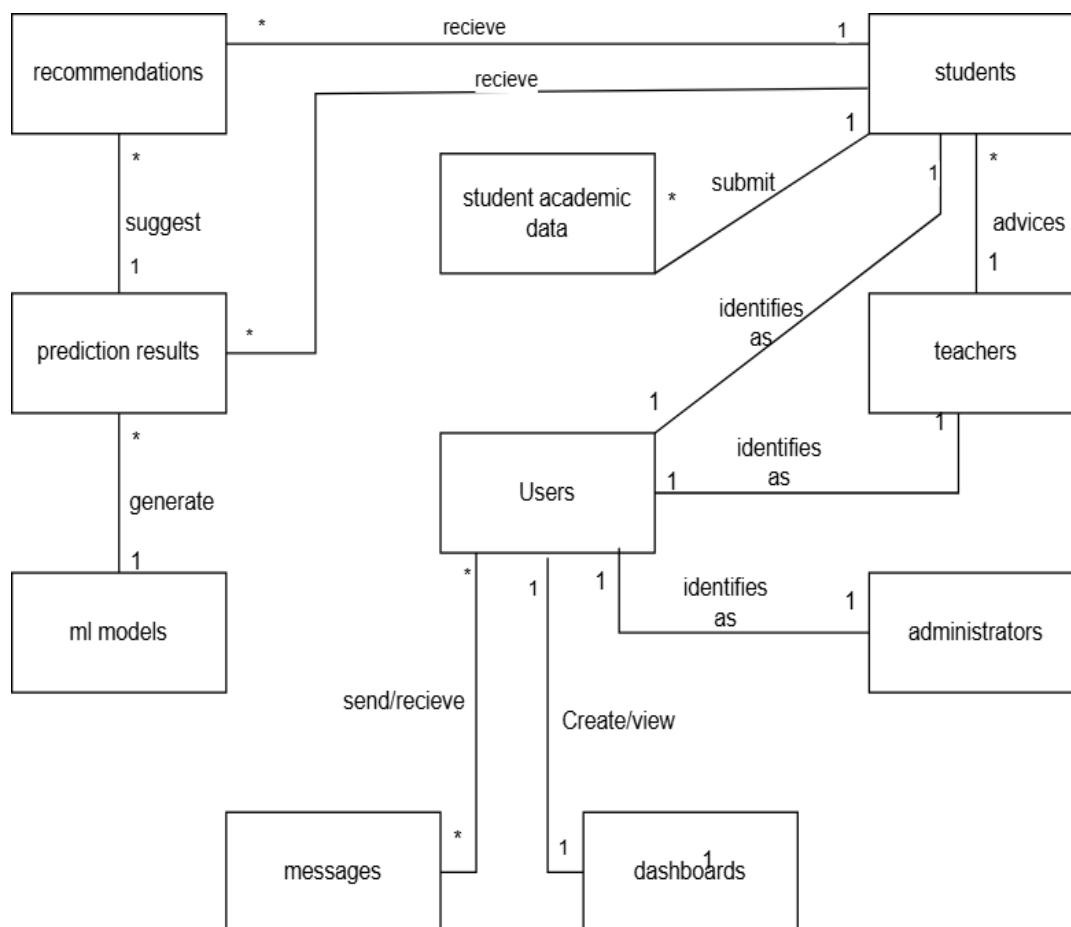 * recieve 1
recommendations
students
recieve
1
*
1
*
student academic
data
*
submit
suggest
advices
1
1
identifies
as
prediction results
*
teachers
*
1
1
identifies
as
1
generate
Users
1
*
1
1
identifies
as
1
ml models
administrators
send/recieve
Create/view
*
1
messages
dashboards
1